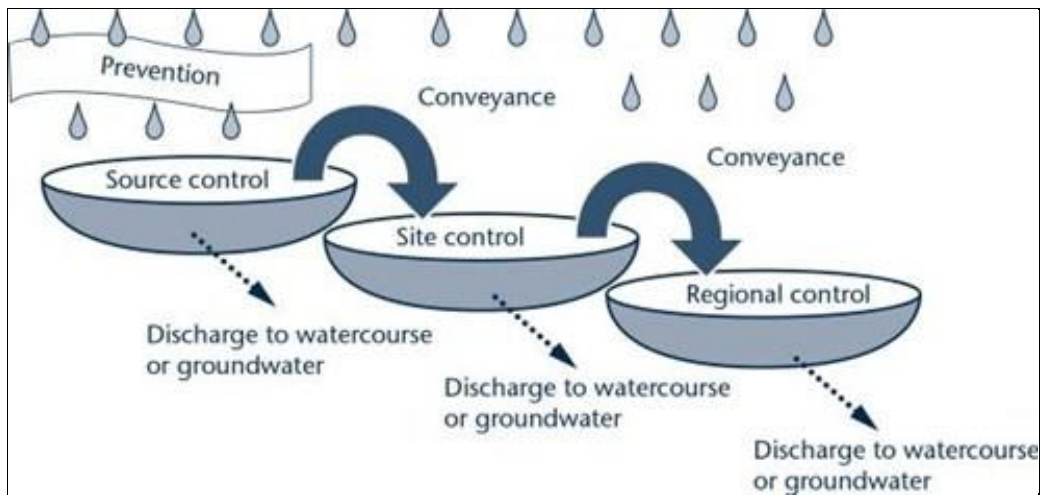 Prevention
Conveyance
Conveyance
Source control
Site control
Regional control
Discharge to watercourse
or groundwater
Discharge to watercourse
or groundwater
Discharge to watercourse
or groundwater